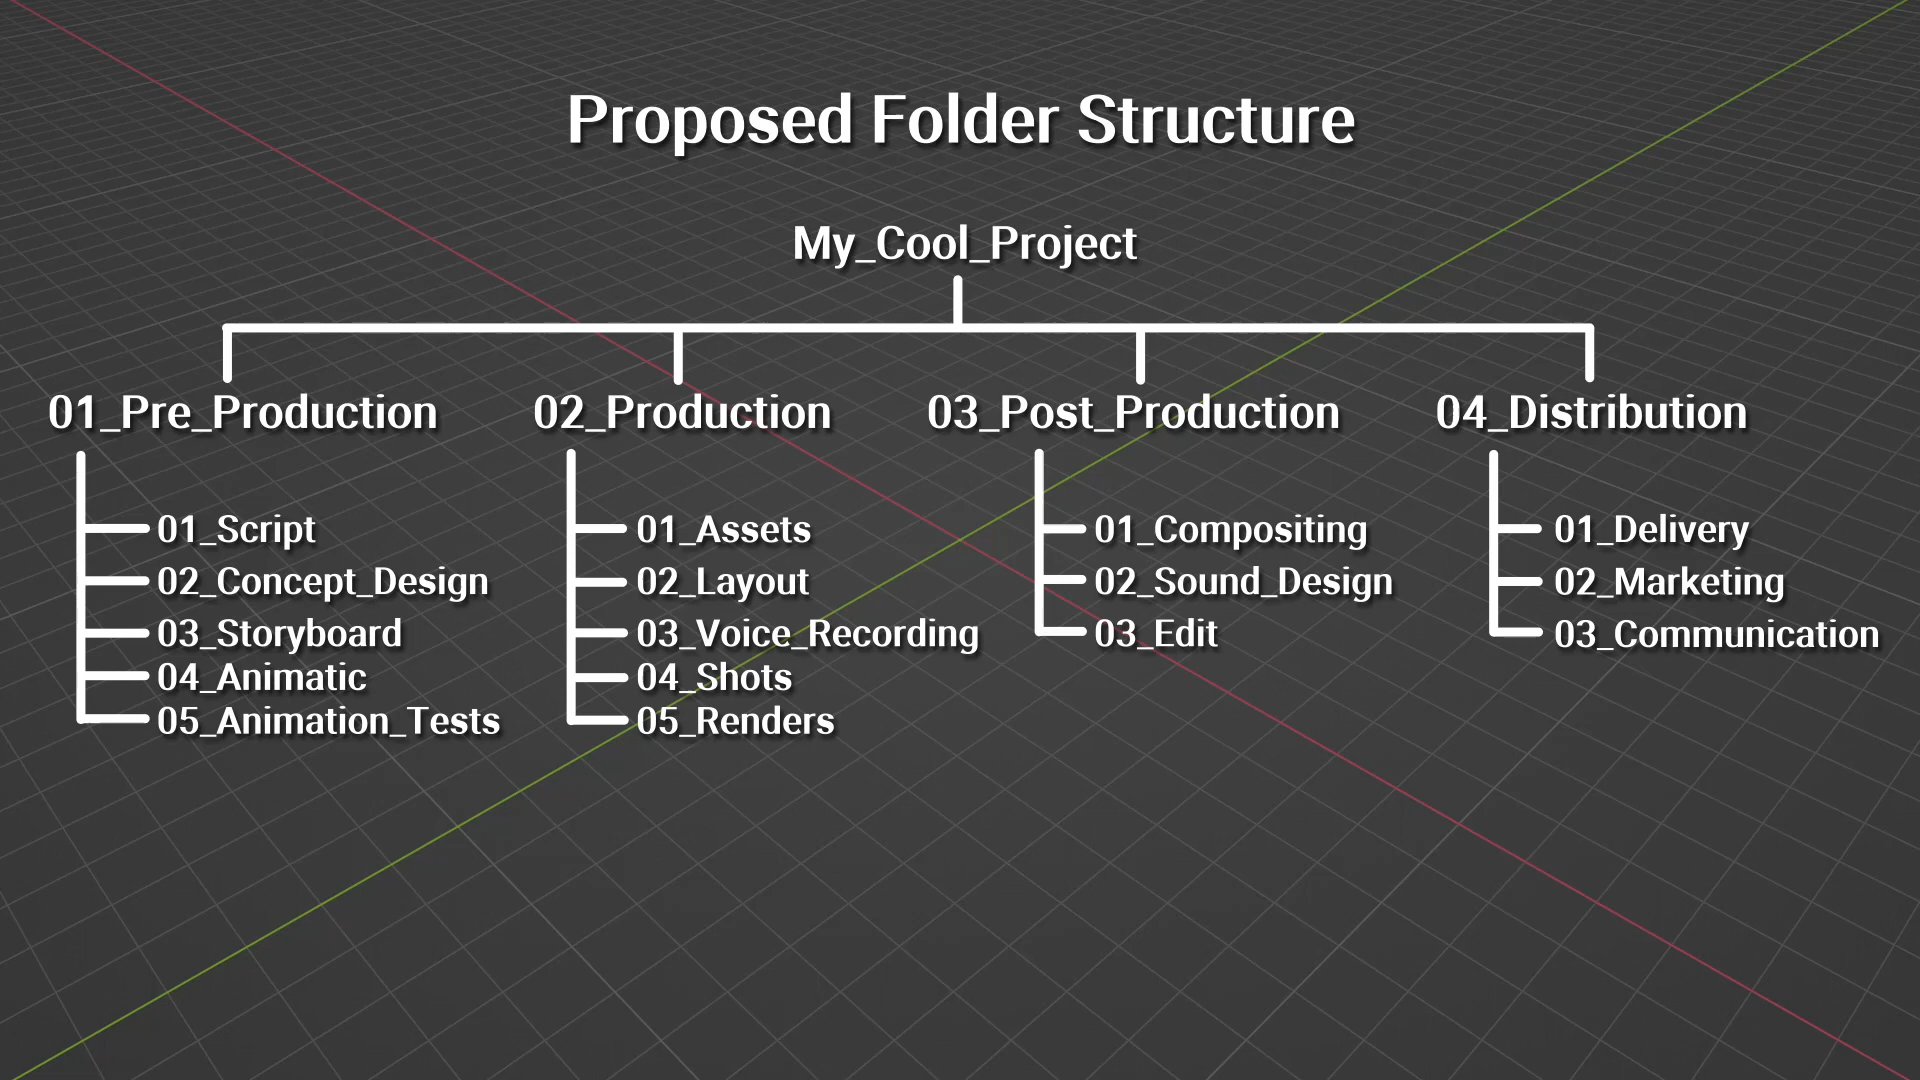 Proposed Folder Structure
My_Cool_Project
01_Pre_Production
01_Script
02_Concept_Design
03_Storyboard
04_Animatic
05_Animation_Tests
02_Production
01_Assets
02_Layout
03_Voice_Recording
04_Shots
05_Renders
03_Post_Production
01_Compositing
02_Sound_Design
03_Edit
04_Distribution
01_Delivery
02_Marketing
03_Communication